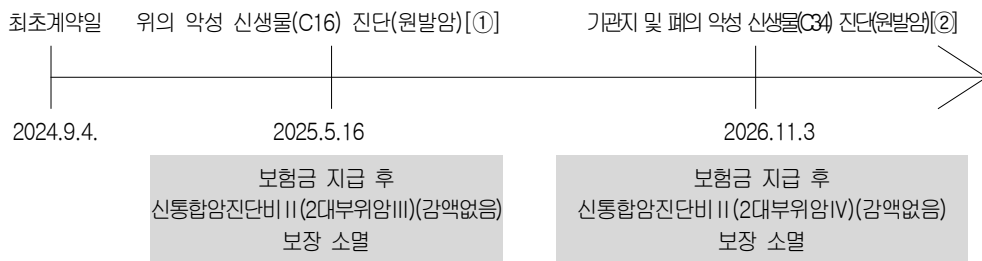 최초계약일 위의 악성 신생물(C16) 진단(원발암)[①] 기관지 및 폐의 악성 신생물(C34) 진단(원발암)[②]
2024.9.4. 2025.5.16 2026.11.3
보험금 지급 후
신통합암진단비Ⅱ(2대부위암Ⅲ)(감액없음)
보장 소멸
보험금 지급 후
신통합암진단비Ⅱ(2대부위암Ⅳ)(감액없음)
보장 소멸